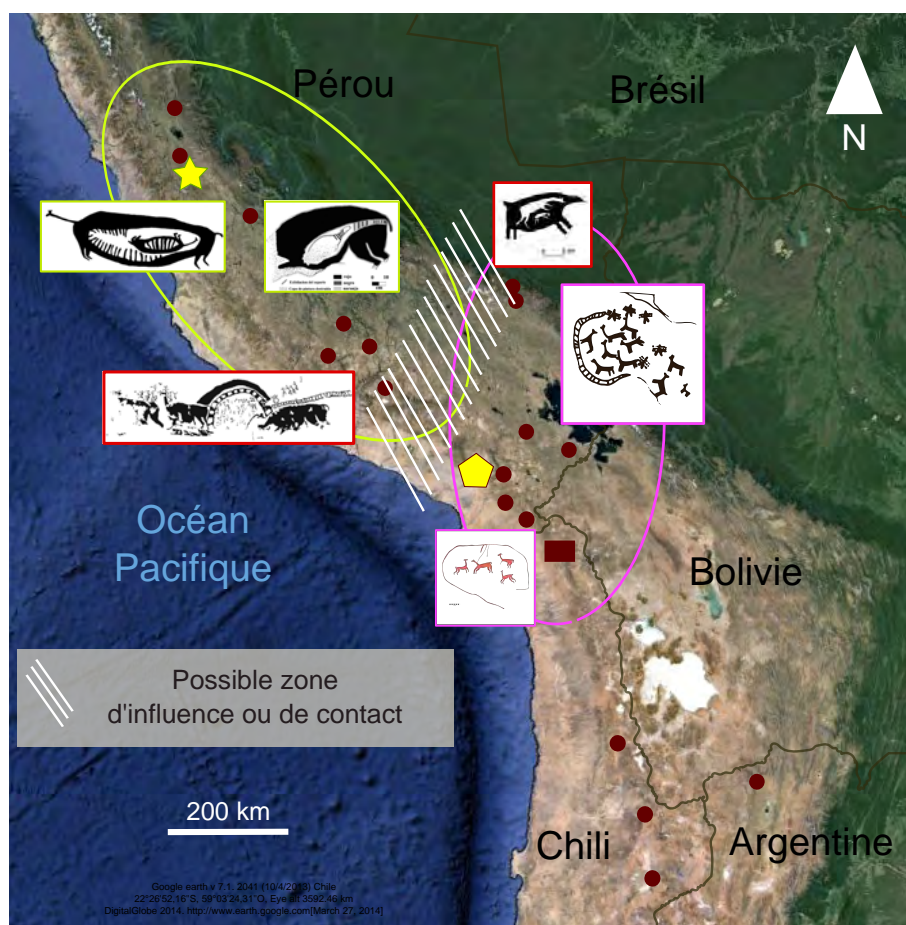 Pérou
Brésil
N
Océan
Pacifique
Bolivie
Possible zone
d'influence ou de contact
200 km
Chili
Argentine
Google earth v 7.1. 2041 (10/4/2013) Chile
22°26'52.16"S, 59°03'24.31"O, Eye alt 3592.46 km
DigitalGlobe 2014. http://www.earth.google.com[March 27, 2014]